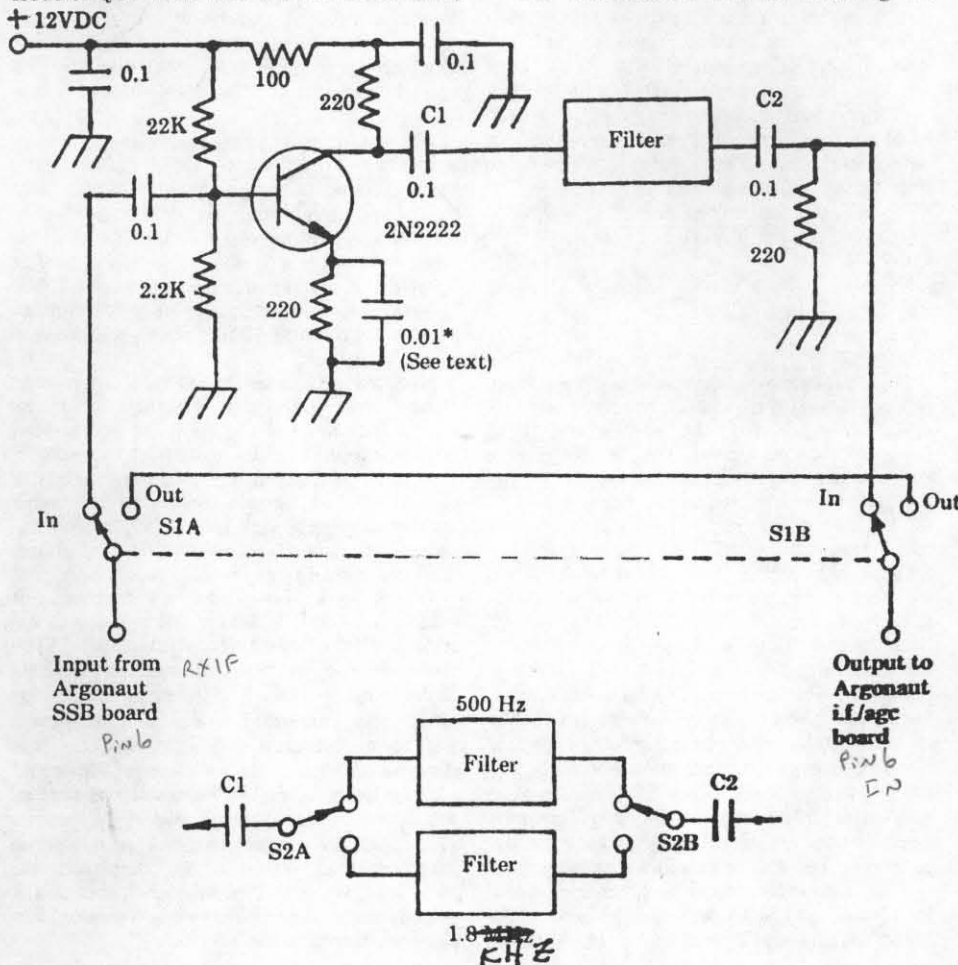 + 12VDC
0.1
100
0.1
220
C1
22K
Filter
C2
0.1
0.1
0.1
2N2222
2.2K
220
220
0.01*
(See text)
In
Out
S1A
In
Out
S1B
Input from
Argonaut
SSB board
RXIF
Pin 6
Output to
Argonaut
i.f./agc
board
Pin 6
IN
500 Hz
Filter
C1
C2
S2A
S2B
Filter
1.8 MHz
KHZ